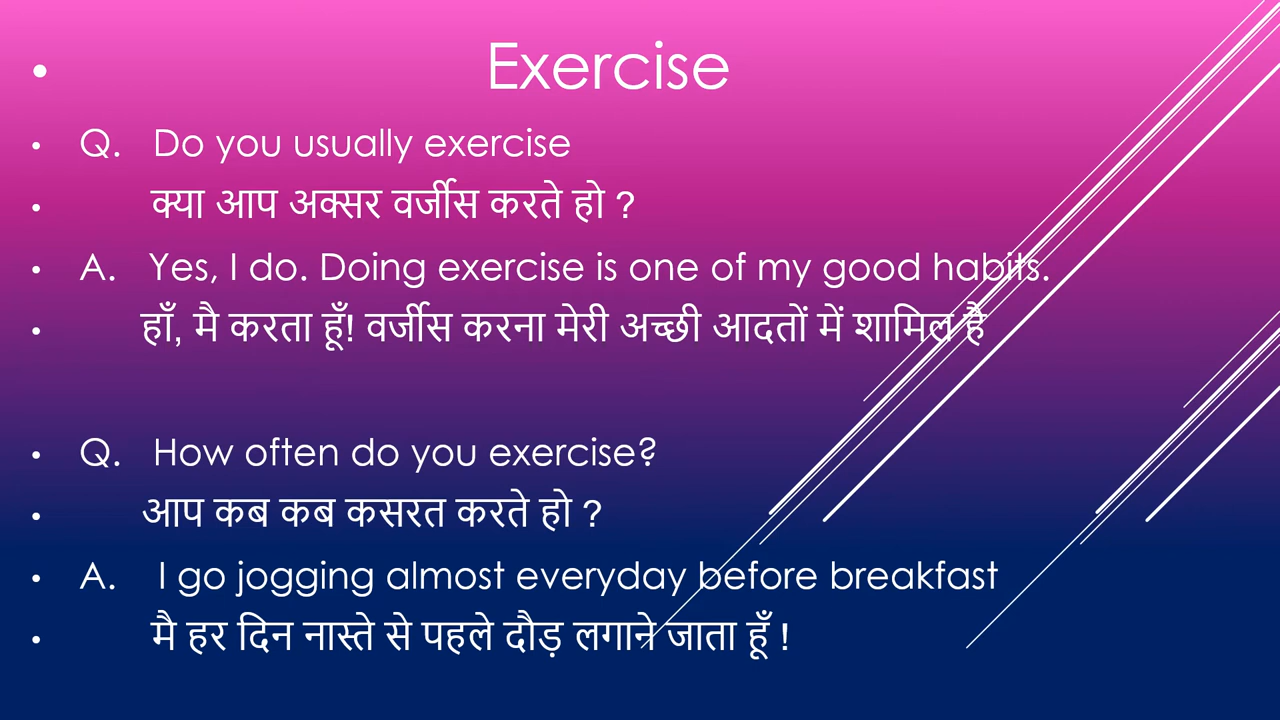 • Exercise
• Q. Do you usually exercise
• क्या आप अक्सर वर्जीस करते हो ?
• A. Yes, I do. Doing exercise is one of my good habits.
• हाँ, मै करता हूँ! वर्जीस करना मेरी अच्छी आदतों में शामिल है
• Q. How often do you exercise?
• आप कब कब कसरत करते हो ?
• A. I go jogging almost everyday before breakfast
• मै हर दिन नास्ते से पहले दौड़ लगाने जाता हूँ !